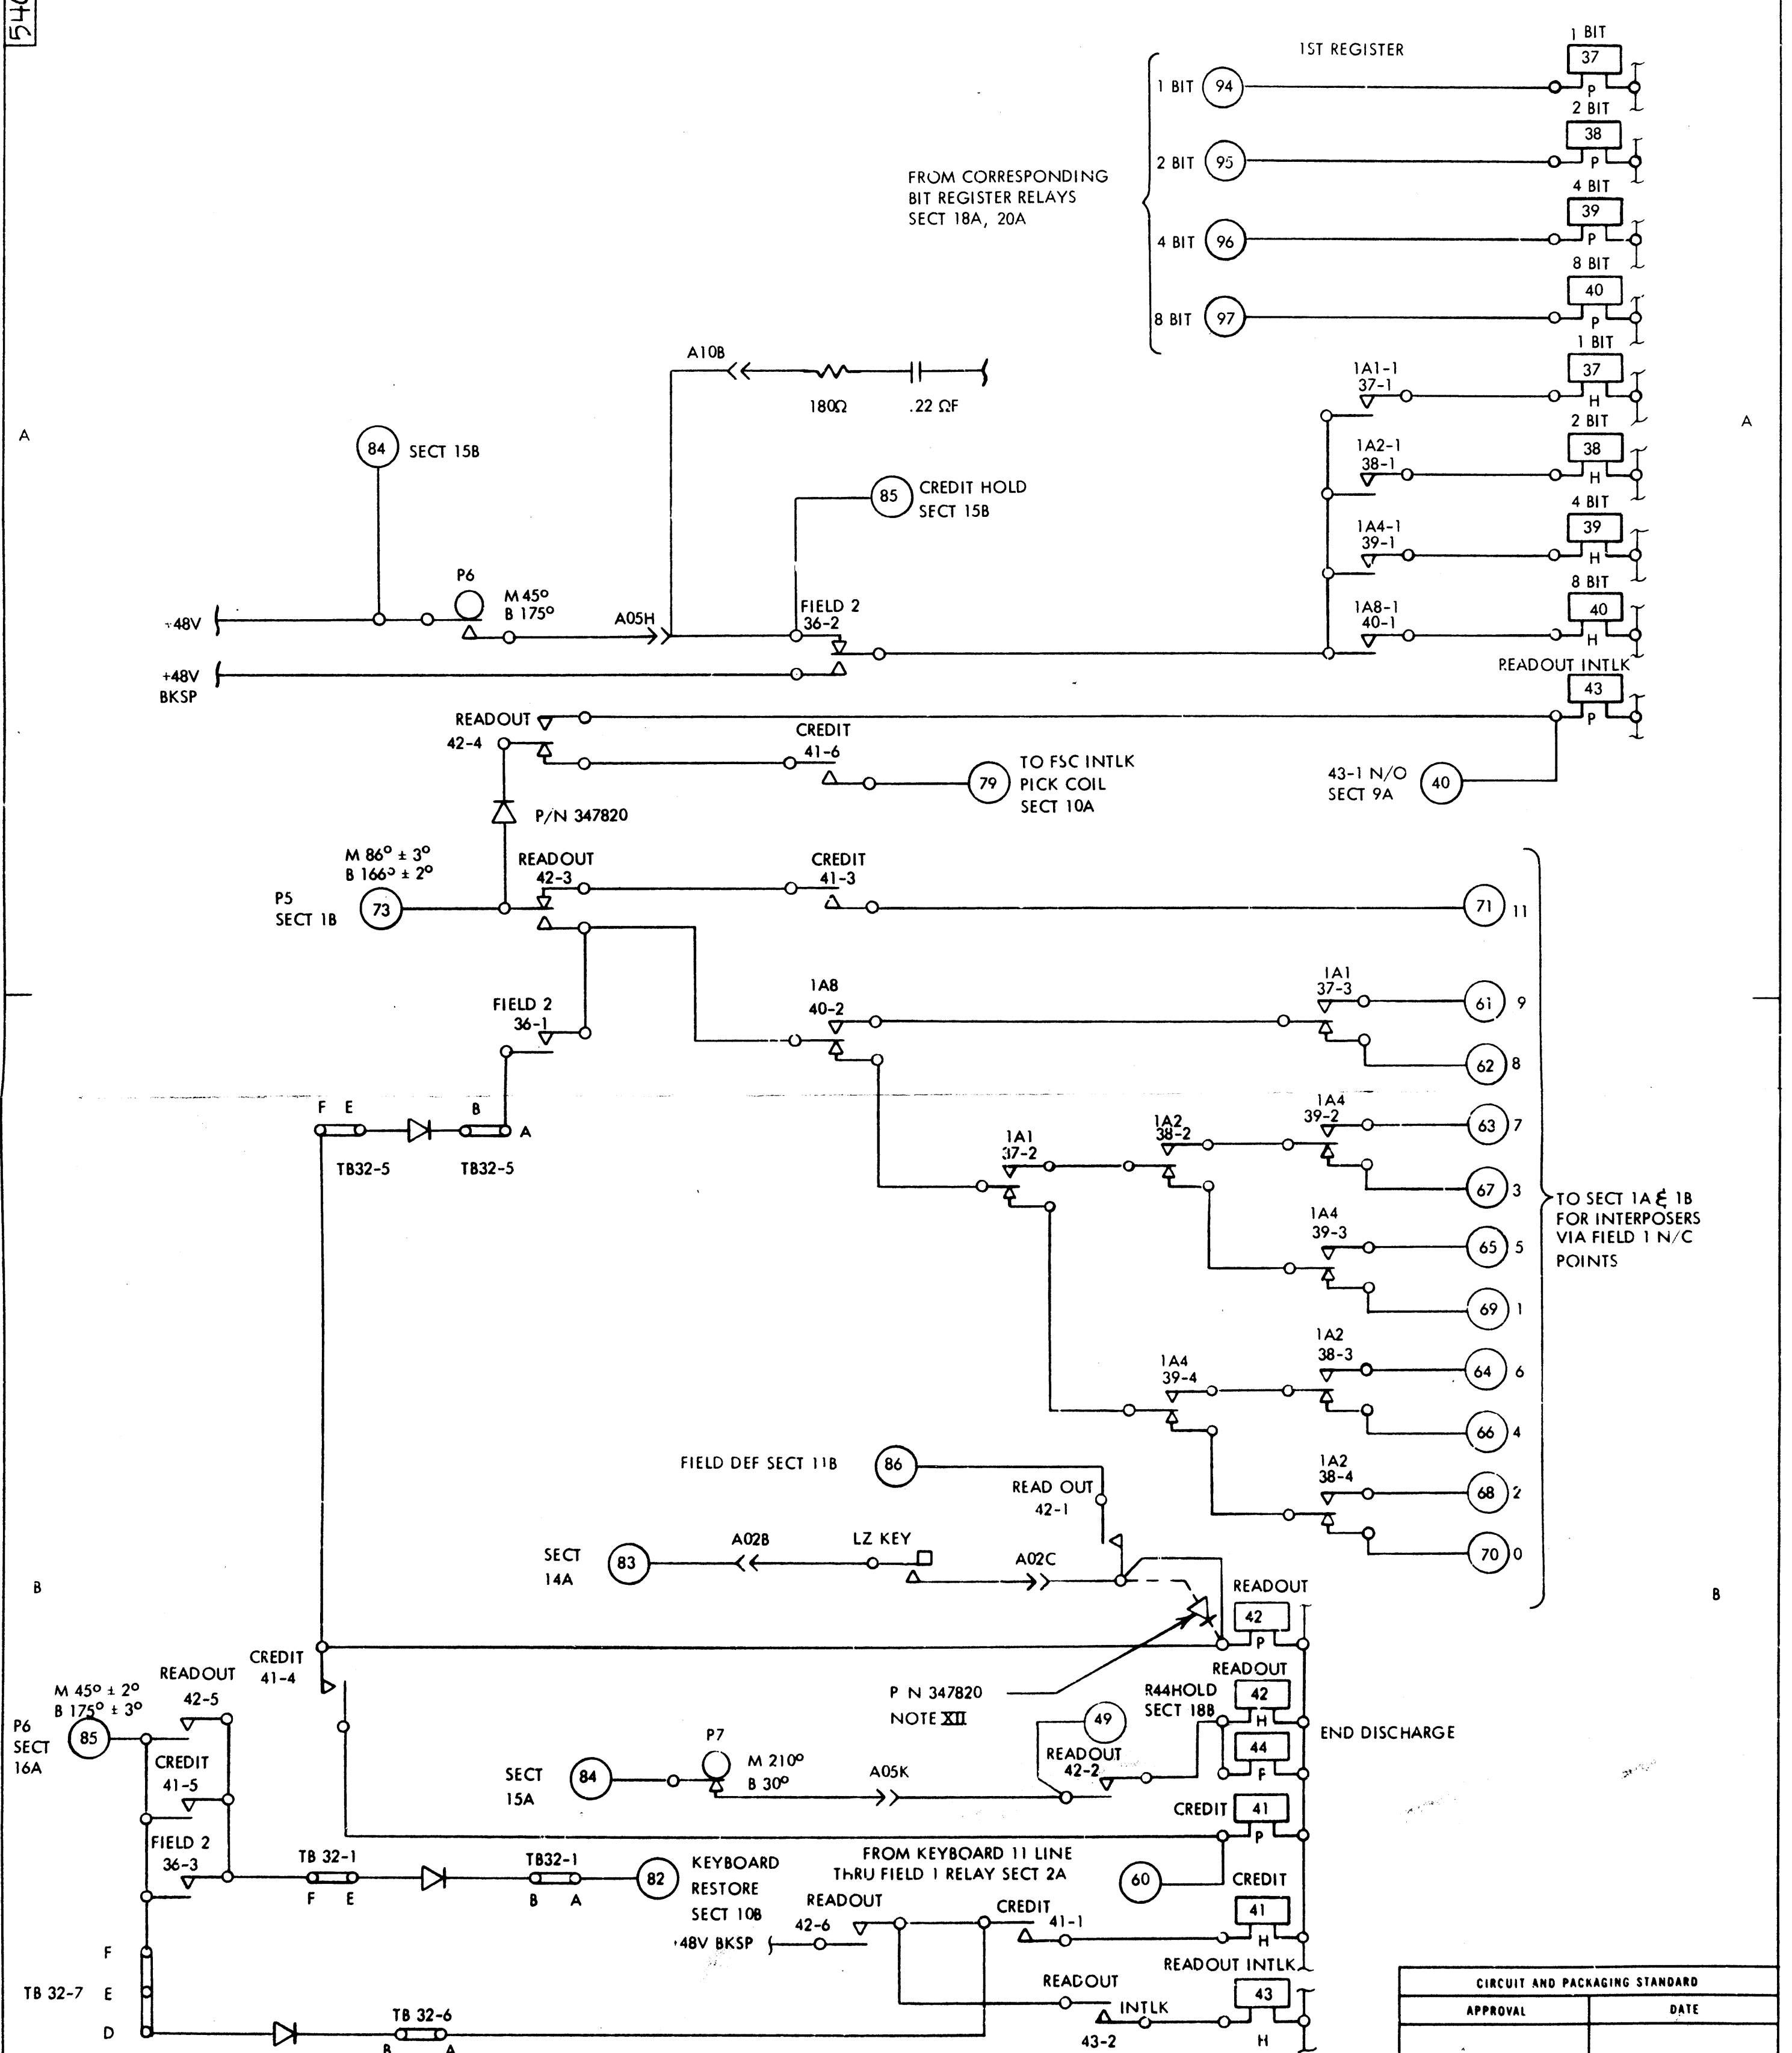 540
1ST REGISTER
1 BIT
37
1 BIT
94
P
2 BIT
38
2 BIT
95
P
4 BIT
39
FROM CORRESPONDING
BIT REGISTER RELAYS
SECT 18A, 20A
4 BIT
96
P
8 BIT
40
8 BIT
97
P
1 BIT
37
A10B
1A1-1
37-1
H
180Ω
.22 ΩF
2 BIT
38
A
A
84
SECT 15B
1A2-1
38-1
H
85
CREDIT HOLD
SECT 15B
4 BIT
39
1A4-1
39-1
H
P6
M 45º
B 175º
A05H
FIELD 2
36-2
8 BIT
40
1A8-1
40-1
H
+48V
+48V
BKSP
READOUT INTLK
43
P
READOUT
42-4
CREDIT
41-6
79
TO FSC INTLK
PICK COIL
SECT 10A
43-1 N/O
SECT 9A
40
P/N 347820
M 86º ± 3º
B 166º ± 2º
READOUT
42-3
CREDIT
41-3
P5
SECT 1B
73
71
11
1A8
40-2
1A1
37-3
61
9
FIELD 2
36-1
62
8
F
E
B
A
TB32-5
TB32-5
1A1
37-2
1A2
38-2
1A4
39-2
63
7
67
3
TO SECT 1A & 1B
FOR INTERPOSERS
VIA FIELD 1 N/C
POINTS
1A4
39-3
65
5
69
1
1A4
39-4
1A2
38-3
64
6
66
4
FIELD DEF SECT 11B
86
1A2
38-4
68
2
READ OUT
42-1
70
0
SECT
14A
83
A02B
LZ KEY
A02C
B
B
READOUT
42
P
CREDIT
41-4
READOUT
42-5
P N 347820
NOTE XII
R44HOLD
SECT 18B
READOUT
42
H
M 45º ± 2º
B 175º ± 3º
P6
SECT
16A
85
49
END DISCHARGE
44
P
CREDIT
41-5
SECT
15A
84
P7
M 210º
B 30º
A05K
READOUT
42-2
CREDIT
41
P
FIELD 2
36-3
TB 32-1
F
E
TB32-1
B
A
82
KEYBOARD
RESTORE
SECT 10B
FROM KEYBOARD 11 LINE
THRU FIELD 1 RELAY SECT 2A
60
CREDIT
41
H
READOUT
42-6
+48V BKSP
CREDIT
41-1
READOUT INTLK
43
H
READOUT
INTLK
43-2
F
TB 32-7
E
D
TB 32-6
B
A
CIRCUIT AND PACKAGING STANDARD
APPROVAL
DATE